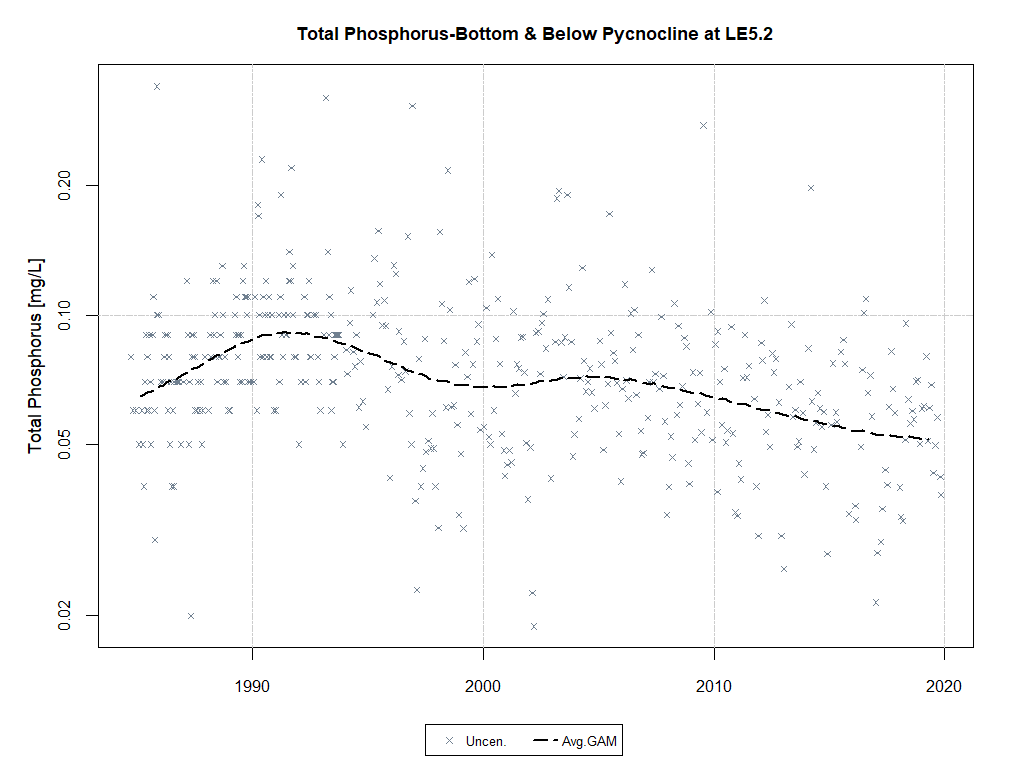 Total Phosphorus-Bottom & Below Pycnocline at LE5.2
Total Phosphorus [mg/L]
0.20
0.10
0.05
0.02
1990 2000 2010 2020
Uncen. Avg.GAM